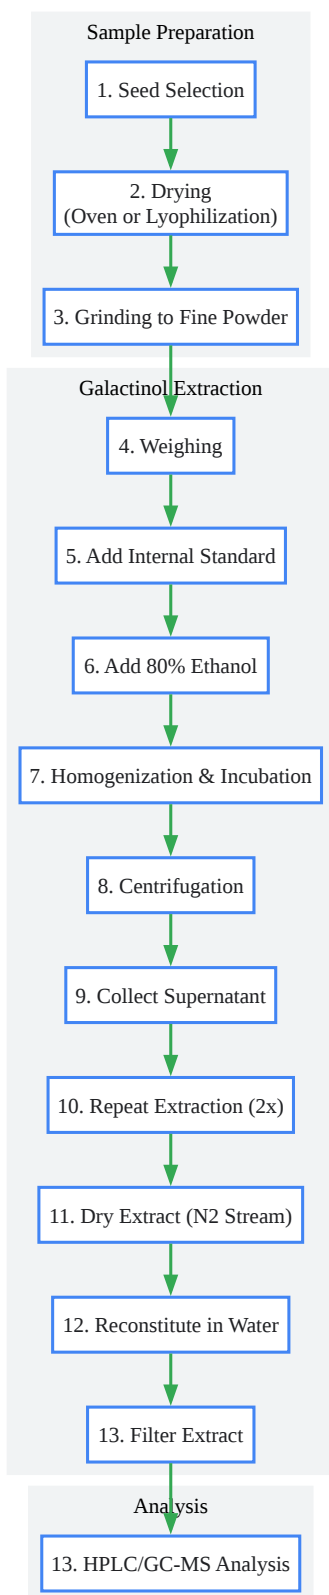 Sample Preparation
1. Seed Selection
2. Drying
(Oven or Lyophilization)
3. Grinding to Fine Powder
Galactinol Extraction
4. Weighing
5. Add Internal Standard
6. Add 80% Ethanol
7. Homogenization & Incubation
8. Centrifugation
9. Collect Supernatant
10. Repeat Extraction (2x)
11. Dry Extract (N2 Stream)
12. Reconstitute in Water
13. Filter Extract
Analysis
13. HPLC/GC-MS Analysis